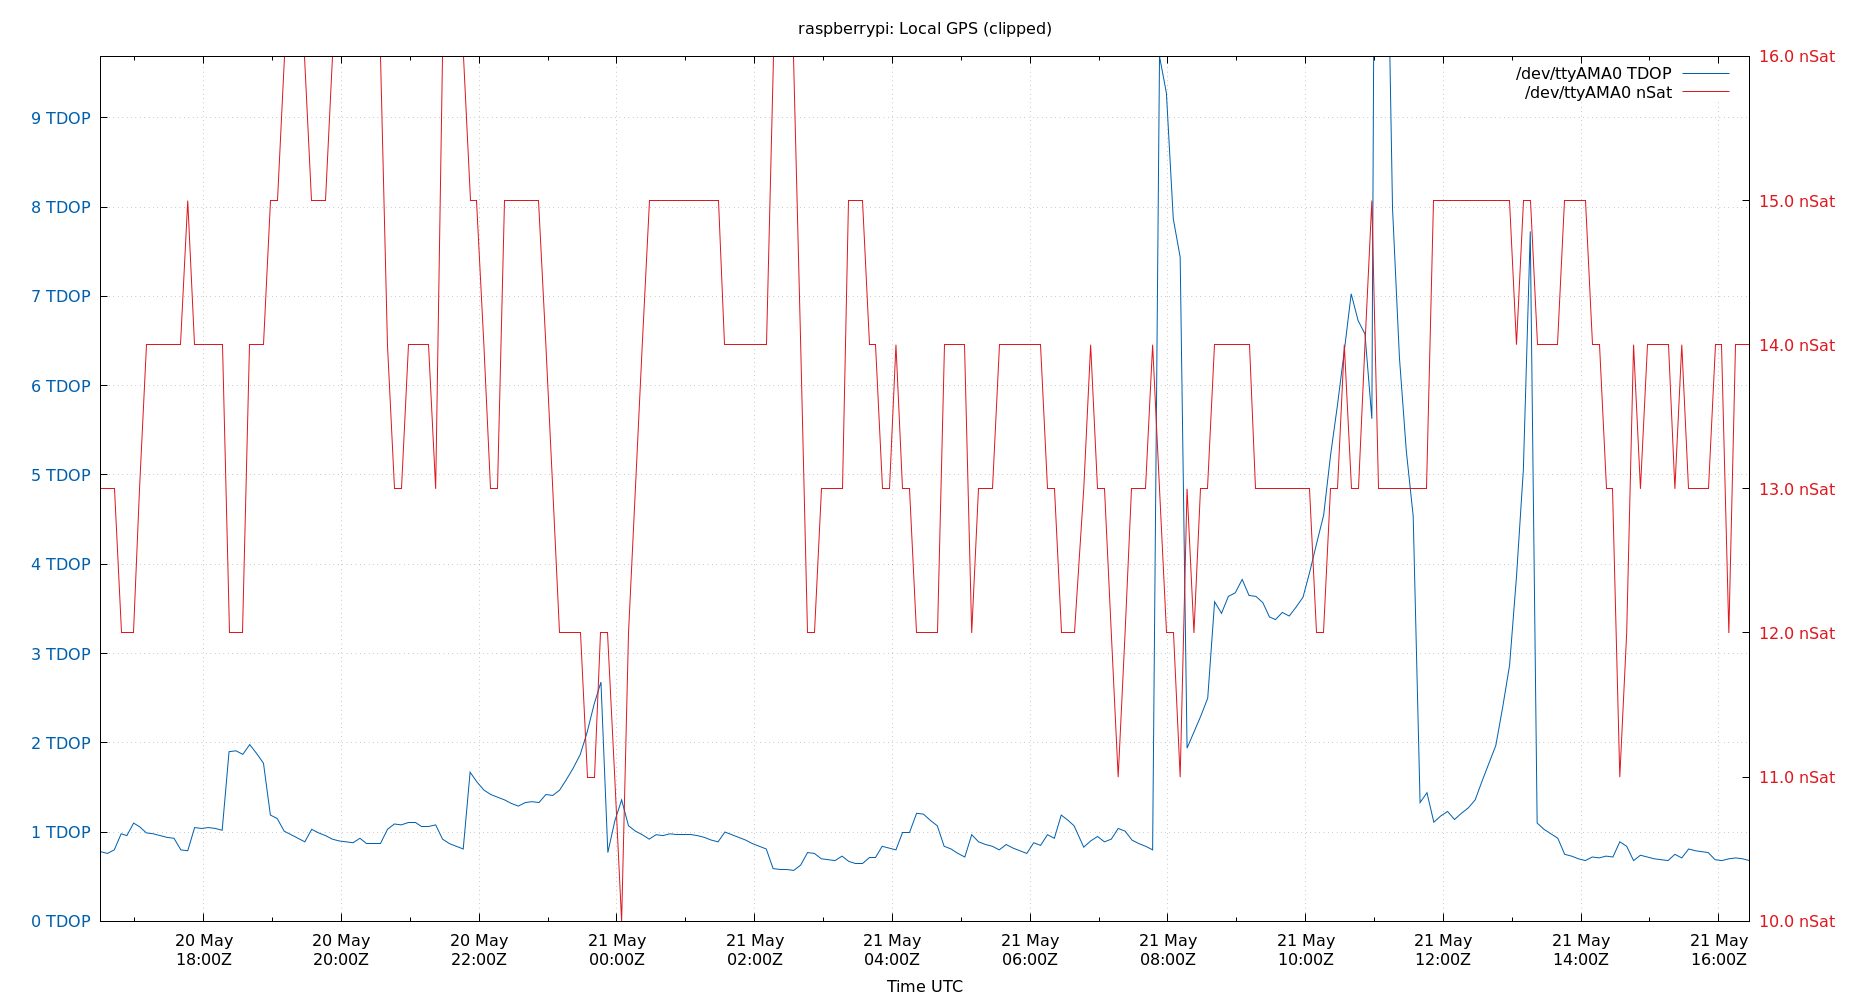 raspberrypi: Local GPS (clipped)
/dev/ttyAMA0 TDOP
/dev/ttyAMA0 nSat
9 TDOP
8 TDOP
7 TDOP
6 TDOP
5 TDOP
4 TDOP
3 TDOP
2 TDOP
1 TDOP
0 TDOP
16.0 nSat
15.0 nSat
14.0 nSat
13.0 nSat
12.0 nSat
11.0 nSat
10.0 nSat
20 May 20 May 20 May 21 May 21 May 21 May 21 May 21 May 21 May 21 May 21 May 21 May
18:00Z 20:00Z 22:00Z 00:00Z 02:00Z 04:00Z 06:00Z 08:00Z 10:00Z 12:00Z 14:00Z 16:00Z
Time UTC